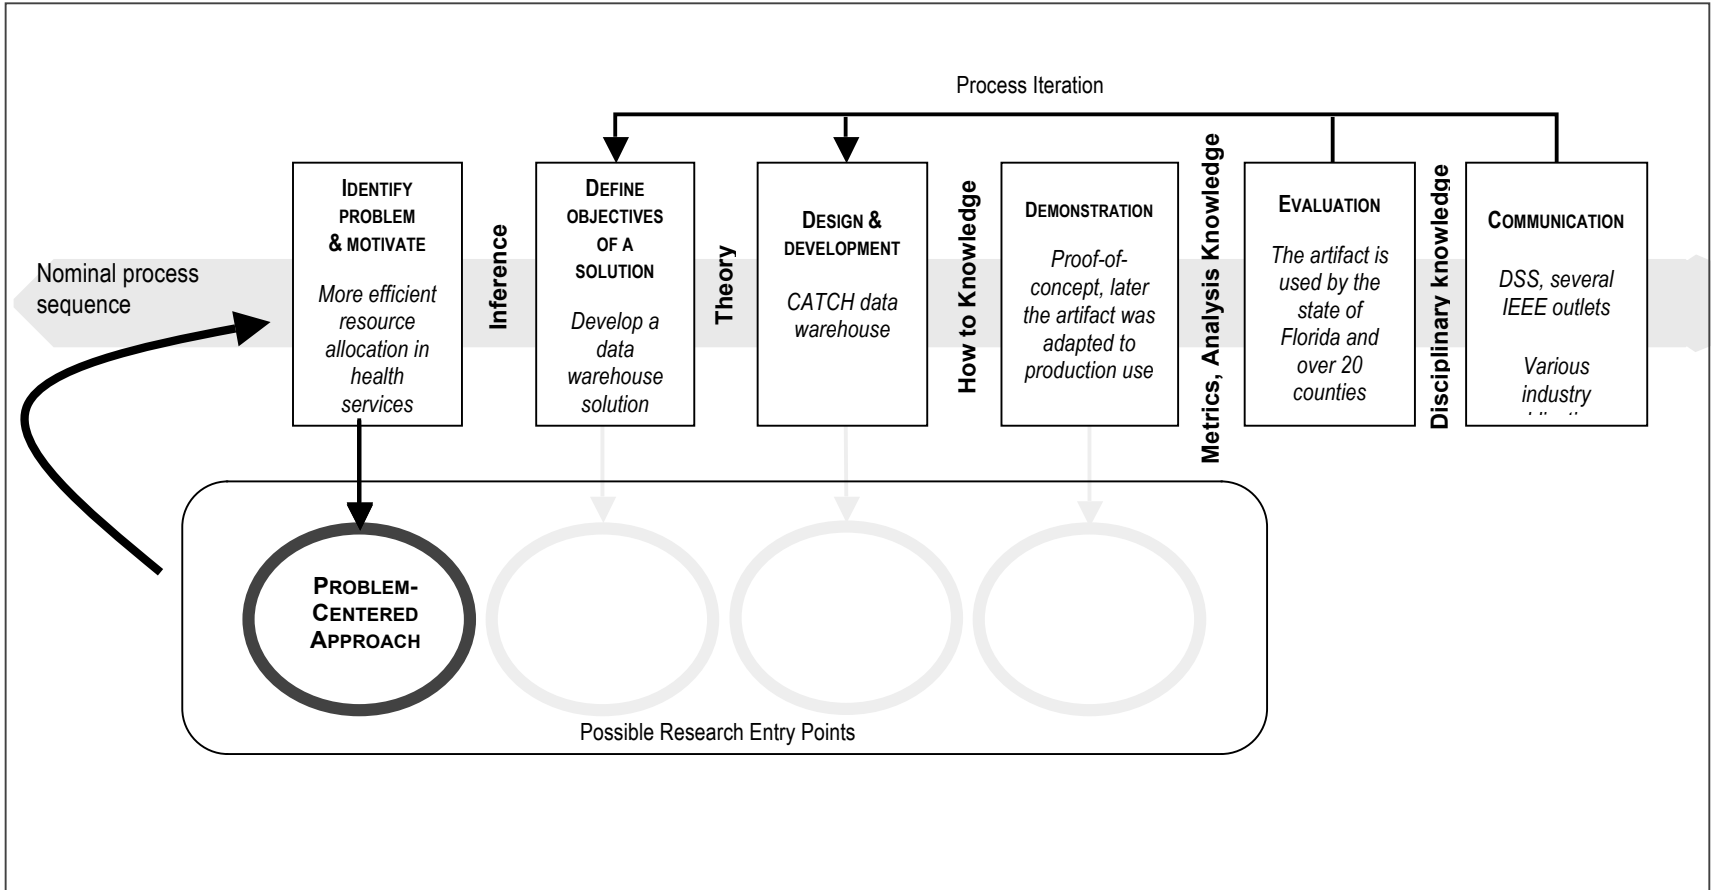 Process Iteration
Nominal process
sequence
IDENTIFY
PROBLEM
& MOTIVATE
More efficient
resource
allocation in
health
services
Inference
DEFINE
OBJECTIVES
OF A
SOLUTION
Develop a
data
warehouse
solution
Theory
DESIGN &
DEVELOPMENT
CATCH data
warehouse
How to Knowledge
DEMONSTRATION
Proof-of-
concept, later
the artifact was
adapted to
production use
Metrics, Analysis Knowledge
EVALUATION
The artifact is
used by the
state of
Florida and
over 20
counties
Disciplinary knowledge
COMMUNICATION
DSS, several
IEEE outlets
Various
industry
PROBLEM-
CENTERED
APPROACH
Possible Research Entry Points